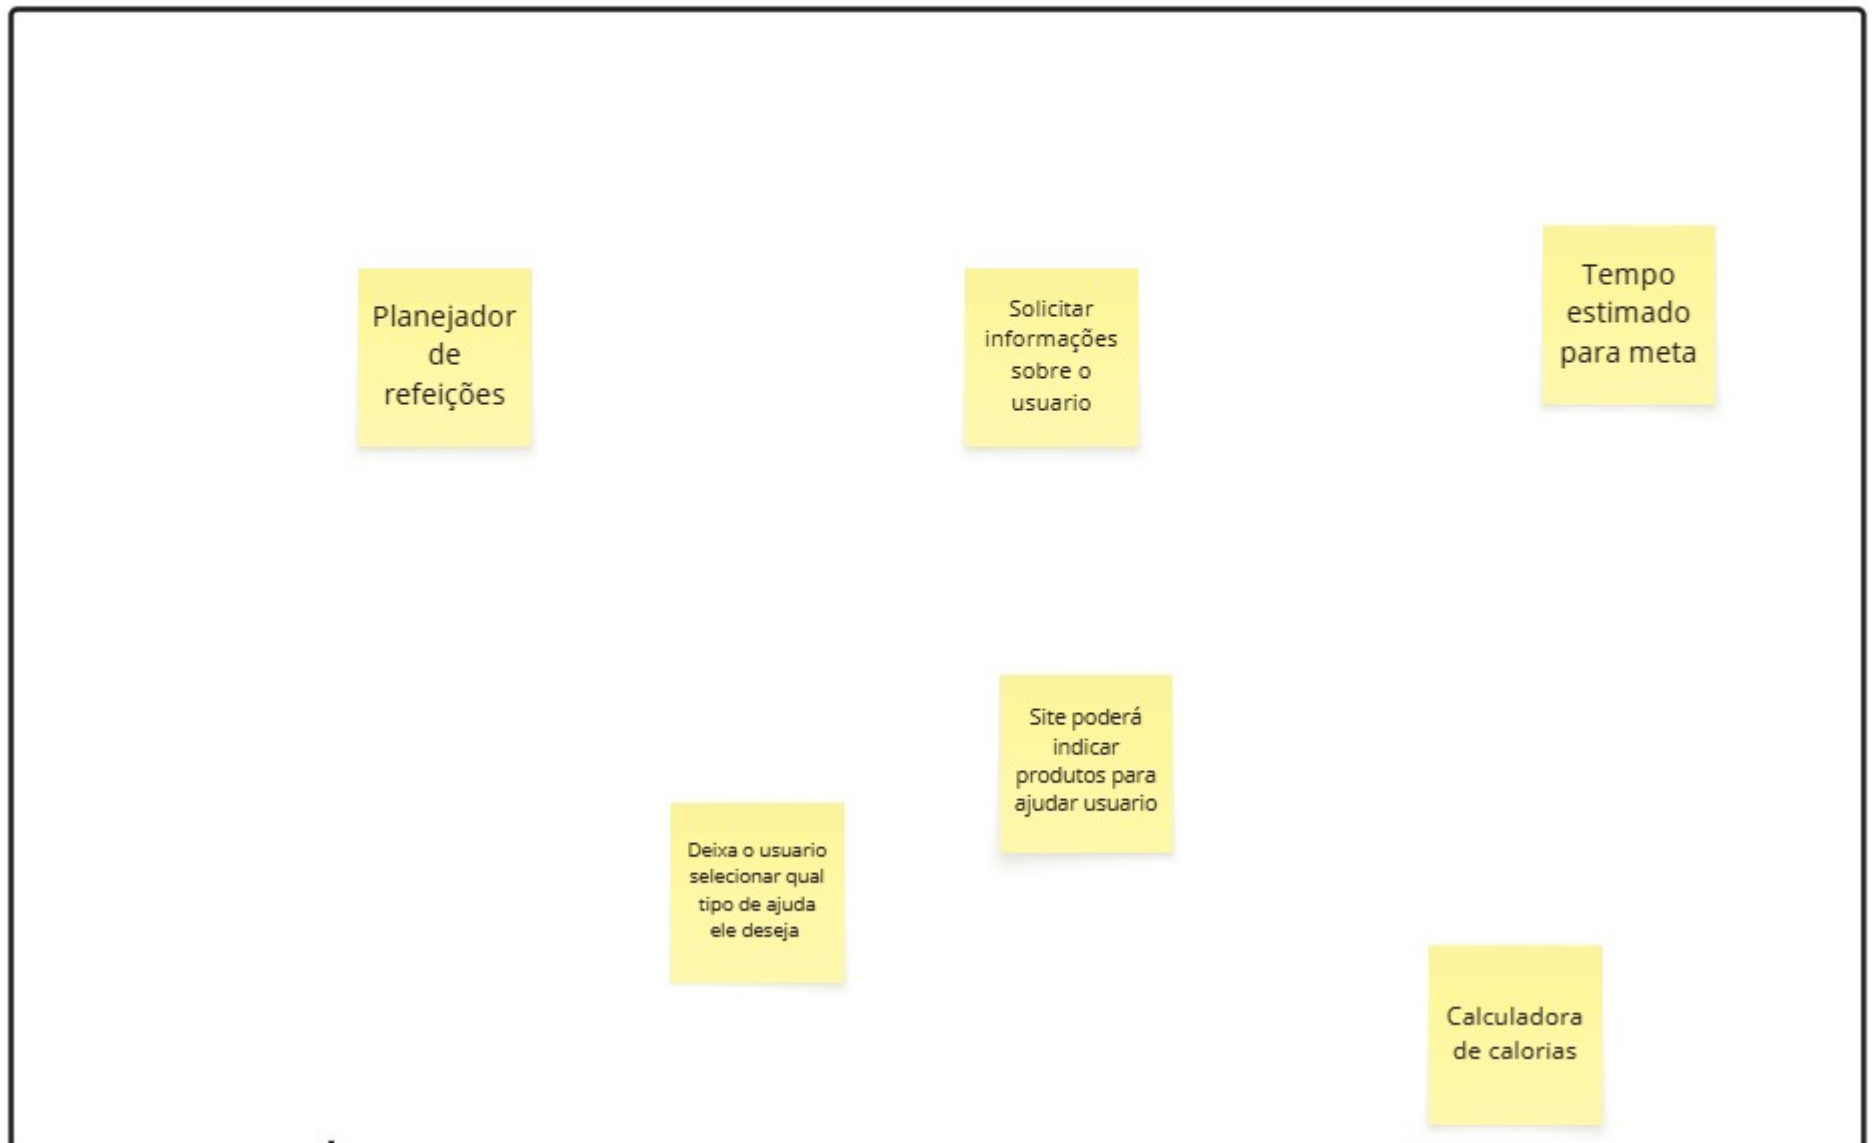 Planejador
de
refeições
Solicitar
informações
sobre o
usuario
Tempo
estimado
para meta
Site poderá
indicar
produtos para
ajudar usuario
Deixa o usuario
selecionar qual
tipo de ajuda
ele deseja
Calculadora
de calorias